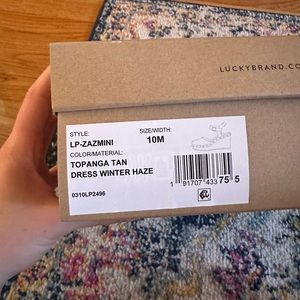 LUCKYBRAND.CO
STYLE: SIZE/WIDTH:
LP-ZAZMINI 10M
COLOR/MATERIAL:
TOPANGA TAN
DRESS WINTER HAZE
0310LP2496
1 91707 433 75 5